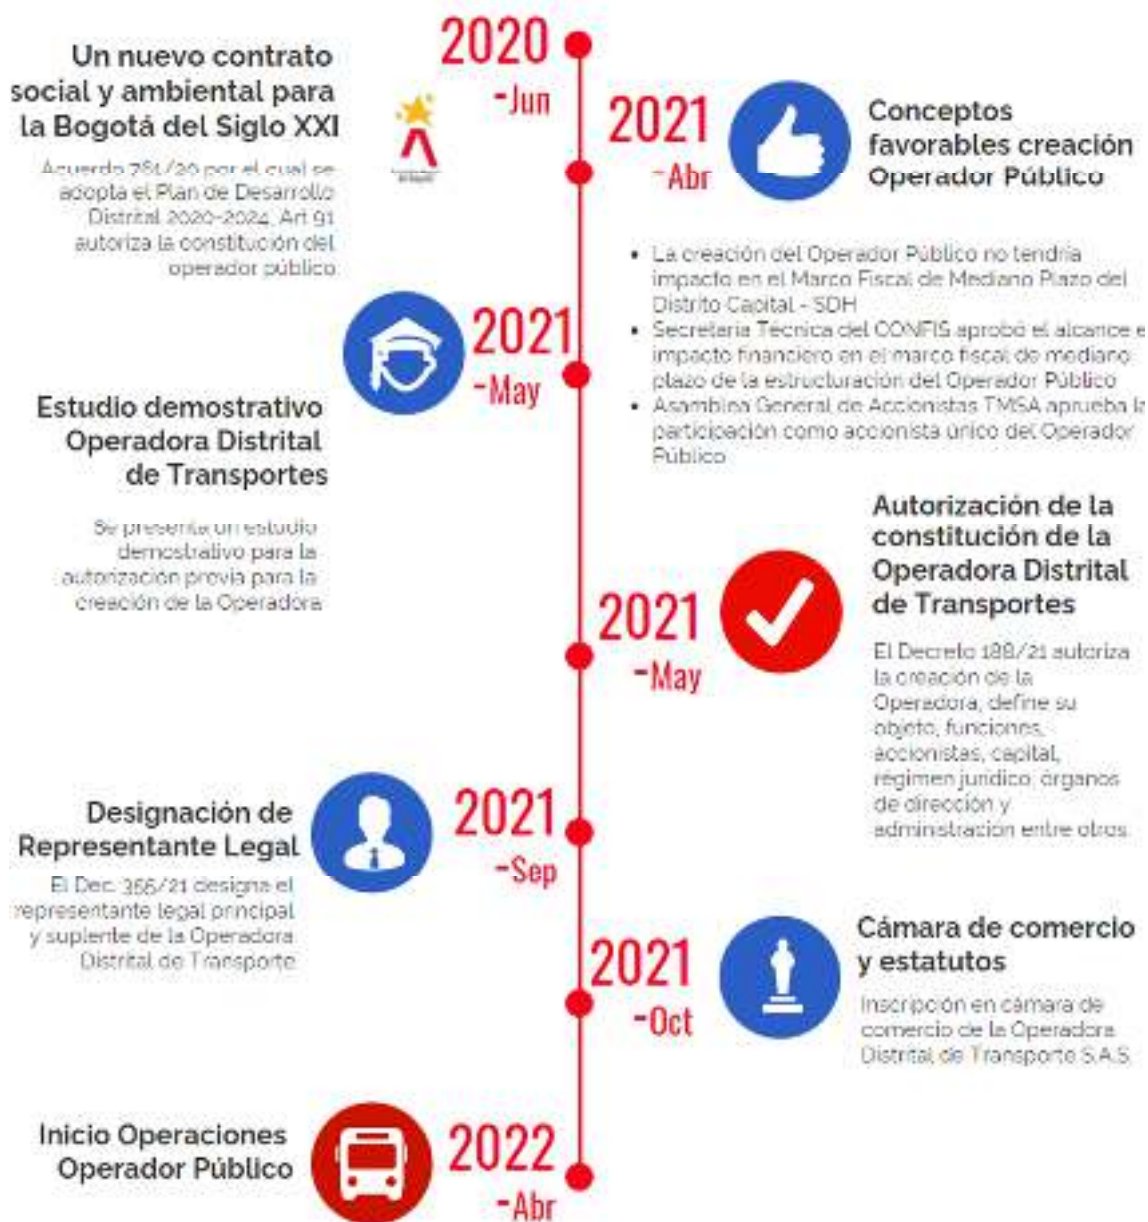 2020
-Jun
Un nuevo contrato
social y ambiental para
la Bogotá del Siglo XXI
Acuerdo 761/20 por el cual se
adopta el Plan de Desarrollo
Distrital 2020-2024, Art 91
autoriza la constitución del
operador público
2021
-Abr
Conceptos
favorables creación
Operador Público
• La creación del Operador Público no tendría
impacto en el Marco Fiscal de Mediano Plazo del
Distrito Capital - SDH
• Secretaria Técnica del CONFIS aprobó el alcance e
impacto financiero en el marco fiscal de mediano
plazo de la estructuración del Operador Público
• Asamblea General de Accionistas TMSA aprueba la
participación como accionista único del Operador
Público
2021
-May
Estudio demostrativo
Operadora Distrital
de Transportes
Se presenta un estudio
demostrativo para la
autorización previa para la
creación de la Operadora
2021
-May
Autorización de la
constitución de la
Operadora Distrital
de Transportes
El Decreto 188/21 autoriza
la creación de la
Operadora, define su
objeto, funciones,
accionistas, capital,
régimen jurídico, órganos
de dirección y
administración entre otros.
2021
-Sep
Designación de
Representante Legal
El Dec. 355/21 designa el
representante legal principal
y suplente de la Operadora
Distrital de Transporte
2021
-Oct
Cámara de comercio
y estatutos
Inscripción en cámara de
comercio de la Operadora
Distrital de Transporte S.A.S
2022
-Abr
Inicio Operaciones
Operador Público